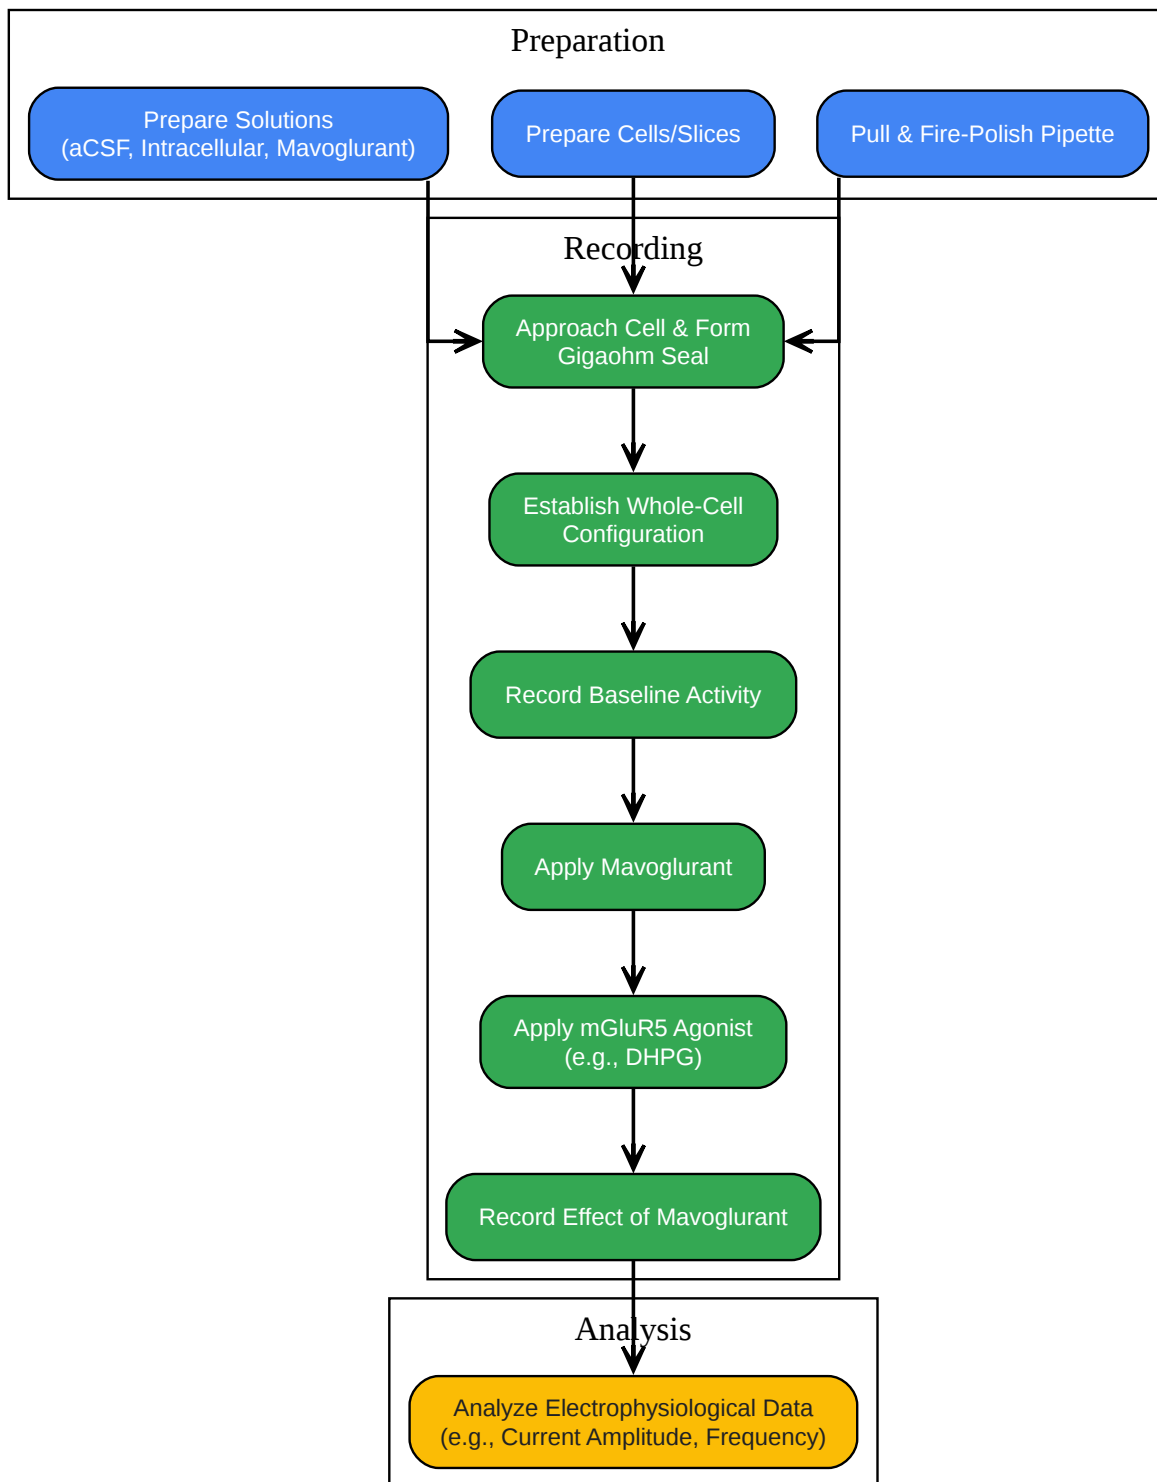 Preparation
Prepare Solutions
(aCSF, Intracellular, Mavoglurant)
Prepare Cells/Slices
Pull & Fire-Polish Pipette
Recording
Approach Cell & Form
Gigaohm Seal
Establish Whole-Cell
Configuration
Record Baseline Activity
Apply Mavoglurant
Apply mGluR5 Agonist
(e.g., DHPG)
Record Effect of Mavoglurant
Analysis
Analyze Electrophysiological Data
(e.g., Current Amplitude, Frequency)